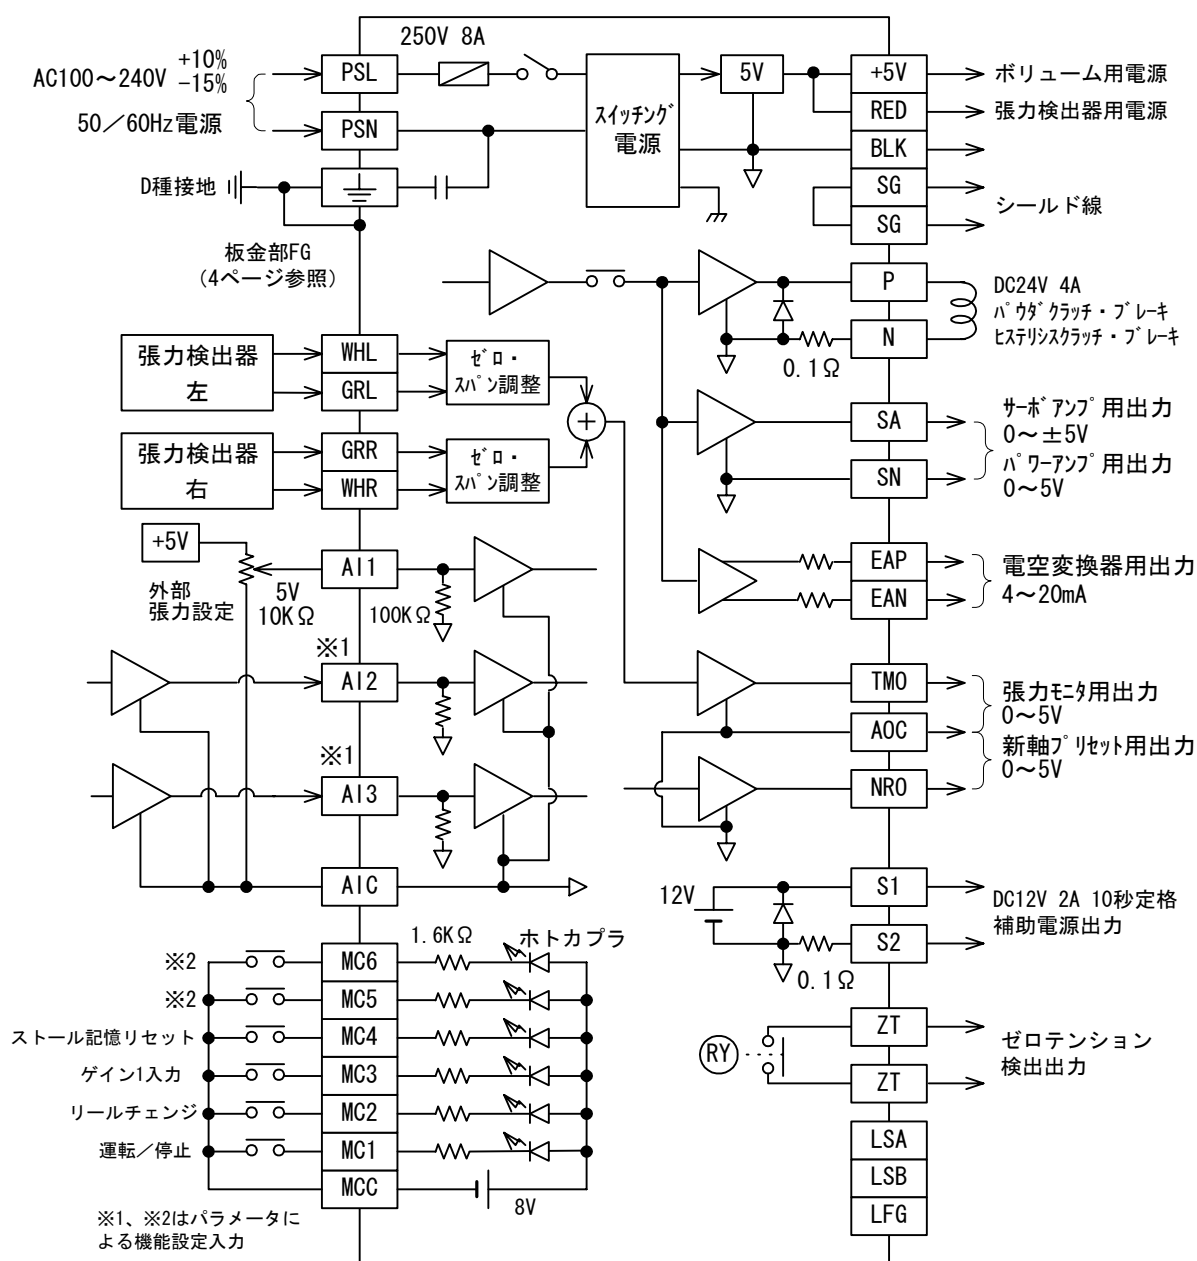 250V 8A
AC100～240V +10%
−15%
50／60Hz電源
PSL
PSN
D種接地
板金部FG
(4ページ参照)
スイッチング
電源
5V
+5V
RED
BLK
SG
SG
ボリューム用電源
張力検出器用電源
シールド線
P
N
0.1Ω
DC24V 4A
パウダクラッチ・ブレーキ
ヒステリシスクラッチ・ブレーキ
張力検出器
左
WHL
GRL
ゼロ・
スパン調整
張力検出器
右
GRR
WHR
ゼロ・
スパン調整
+
SA
SN
サーボアンプ用出力
0～±5V
パワーアンプ用出力
0～5V
+5V
外部
張力設定
5V
10KΩ
AI1
100KΩ
EAP
EAN
電空変換器用出力
4～20mA
※1
AI2
※1
AI3
AIC
TMO
AOC
NRO
張力モニタ用出力
0～5V
新軸プリセット用出力
0～5V
12V
S1
S2
0.1Ω
DC12V 2A 10秒定格
補助電源出力
1.6KΩ
ホトカプラ
※2
MC6
※2
MC5
ストール記憶リセット
MC4
ゲイン1入力
MC3
リールチェンジ
MC2
運転／停止
MC1
MCC
8V
※1、※2はパラメータに
よる機能設定入力
RY
ZT
ZT
ゼロテンション
検出出力
LSA
LSB
LFG